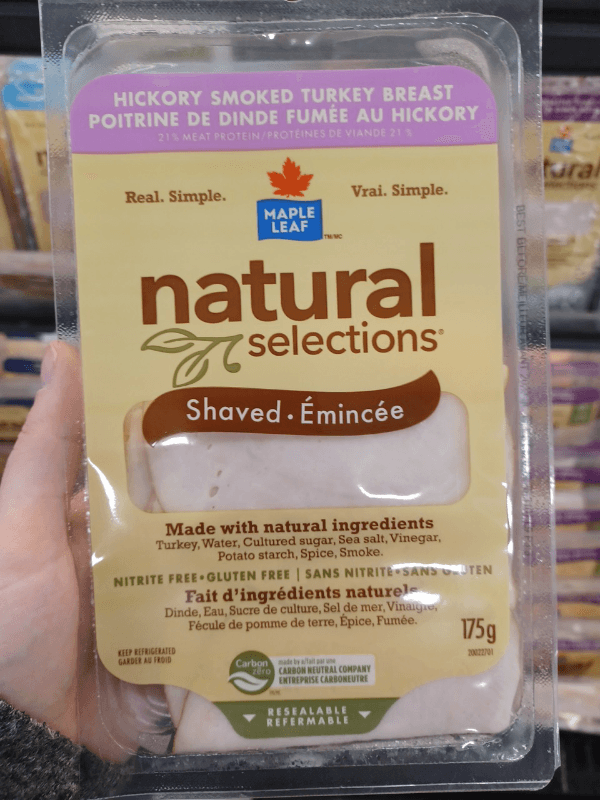 HICKORY SMOKED TURKEY BREAST
POITRINE DE DINDE FUMÉE AU HICKORY
21% MEAT PROTEIN/PROTÉINES DE VIANDE 21%
Real. Simple.
Vrai. Simple.
MAPLE
LEAF
TM/MC
natural
selections
Shaved • Émincée
Made with natural ingredients
Turkey, Water, Cultured sugar, Sea salt, Vinegar,
Potato starch, Spice, Smoke.
NITRITE FREE • GLUTEN FREE | SANS NITRITE • SANS GLUTEN
Fait d'ingrédients naturels
Dinde, Eau, Sucre de culture, Sel de mer, Vinaigre,
Fécule de pomme de terre, Épice, Fumée.
175g
20022701
KEEP REFRIGERATED
GARDER AU FROID
Carbon
zéro
made by a/fait par une
CARBON NEUTRAL COMPANY
ENTREPRISE CARBONEUTRE
RESEALABLE
REFERMABLE